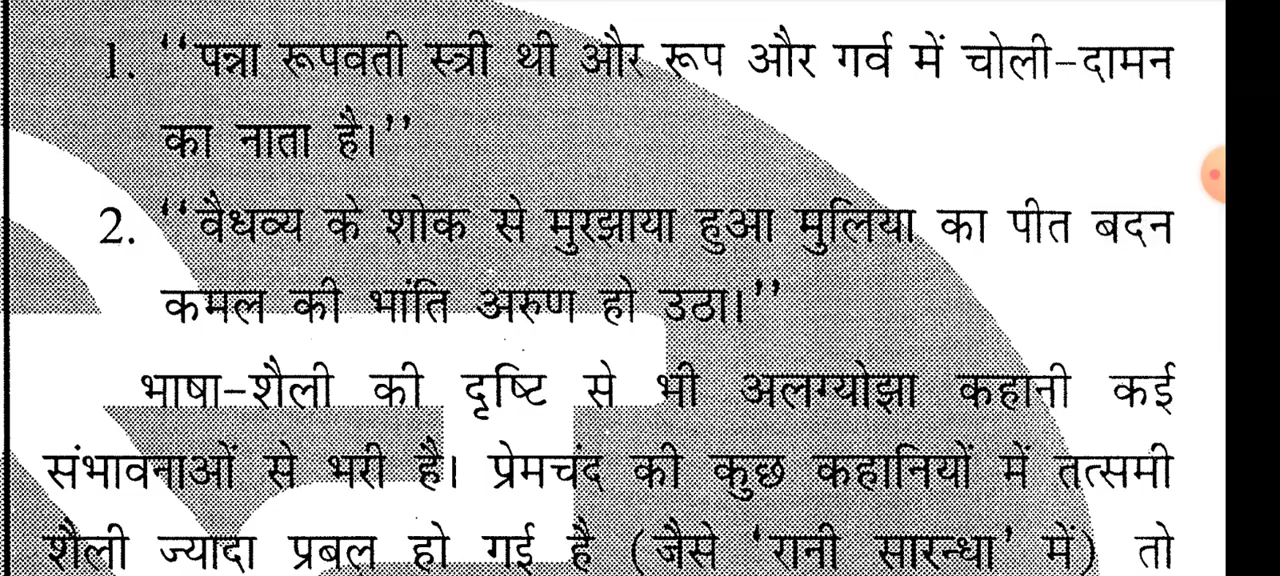 1. ‘‘पन्ना रूपवती स्त्री थी और रूप और गर्व में चोली-दामन
का नाता है।’’
2. ‘‘वैधव्य के शोक से मुरझाया हुआ मुलिया का पीत बदन
कमल की भांति अरुण हो उठा।’’
भाषा-शैली की दृष्टि से भी अलग्योझा कहानी कई
संभावनाओं से भरी है। प्रेमचंद की कुछ कहानियों में तत्समी
शैली ज्यादा प्रबल हो गई है (जैसे ‘रानी सारन्धा’ में) तो